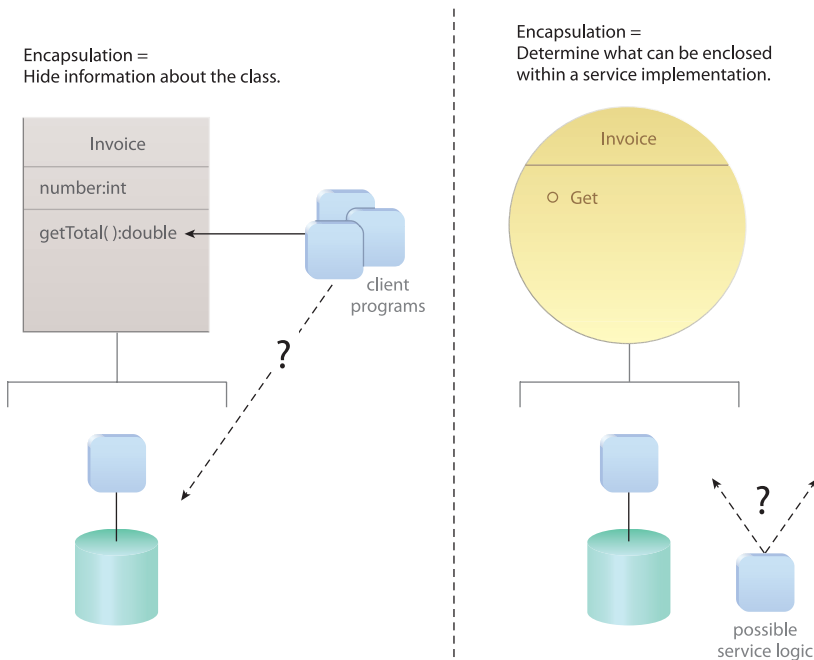 Encapsulation =
Hide information about the class.
Invoice
number:int
getTotal( ):double
client
programs
?
Encapsulation =
Determine what can be enclosed
within a service implementation.
Invoice
Get
?
possible
service logic